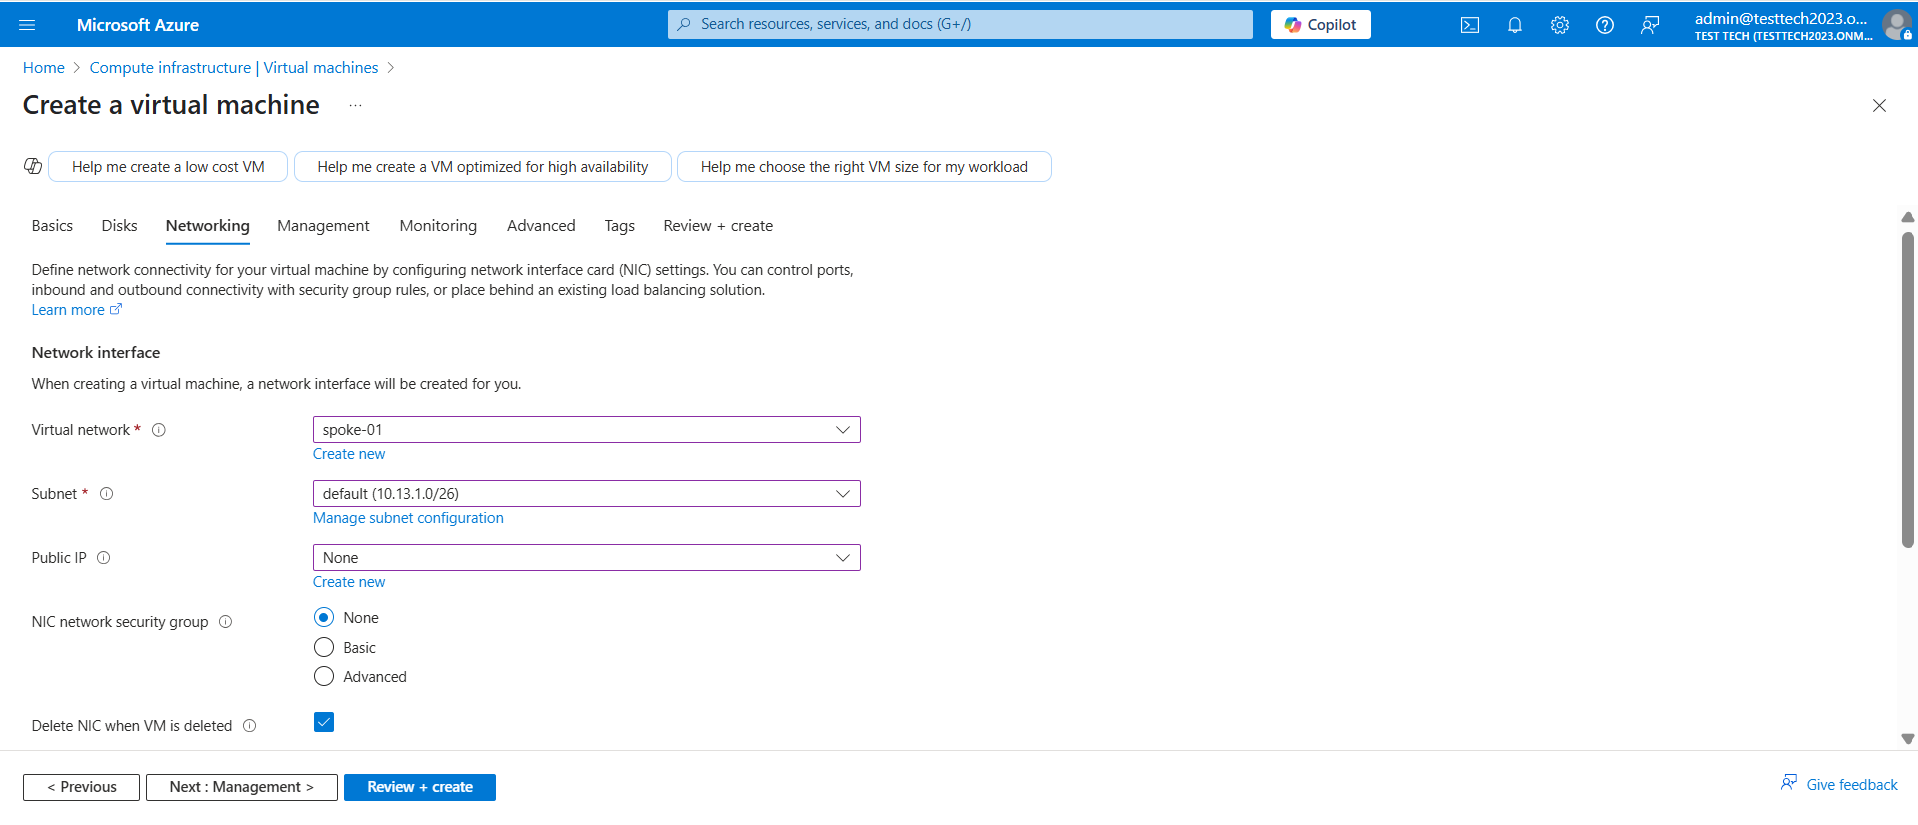 Microsoft Azure
Search resources, services, and docs (G+/)
Copilot
admin@testtech2023.o...
TEST TECH (TESTTECH2023.ONM...
Home > Compute infrastructure | Virtual machines >
Create a virtual machine ...
Help me create a low cost VM
Help me create a VM optimized for high availability
Help me choose the right VM size for my workload
Basics Disks Networking Management Monitoring Advanced Tags Review + create
Define network connectivity for your virtual machine by configuring network interface card (NIC) settings. You can control ports,
inbound and outbound connectivity with security group rules, or place behind an existing load balancing solution.
Learn more
Network interface
When creating a virtual machine, a network interface will be created for you.
Virtual network *
spoke-01
Create new
Subnet *
default (10.13.1.0/26)
Manage subnet configuration
Public IP
None
Create new
NIC network security group
None
Basic
Advanced
Delete NIC when VM is deleted
< Previous
Next : Management >
Review + create
Give feedback